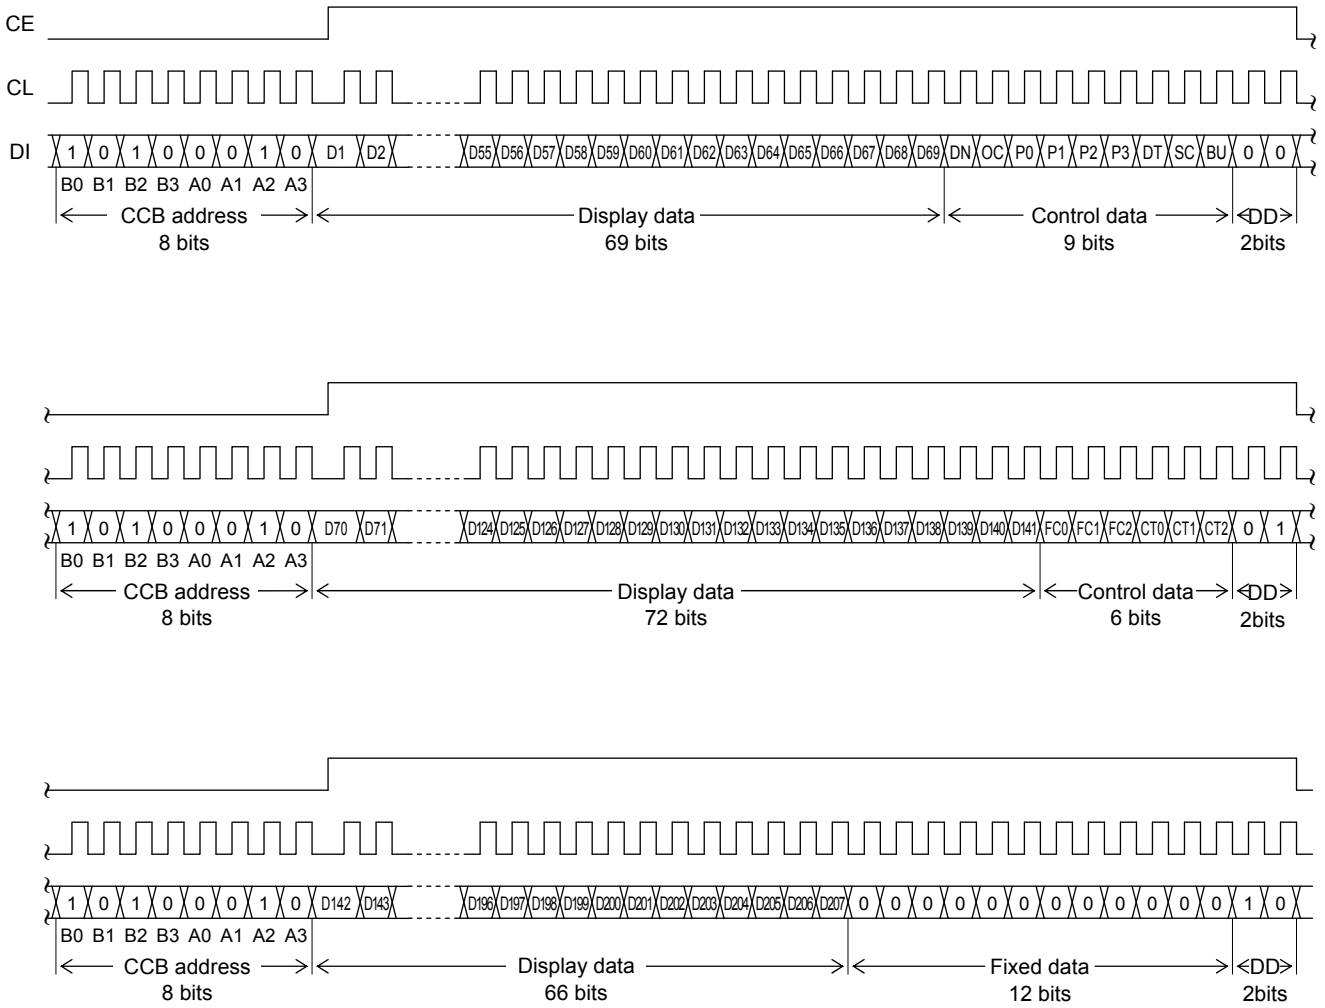 CE
CL
DI 1 0 1 0 0 0 1 0 D1 D2 D55 D56 D57 D58 D59 D60 D61 D62 D63 D64 D65 D66 D67 D68 D69 DN OC P0 P1 P2 P3 DT SC BU 0 0
B0 B1 B2 B3 A0 A1 A2 A3
CCB address Display data Control data DD
8 bits 69 bits 9 bits 2bits
1 0 1 0 0 0 1 0 D70 D71 D124 D125 D126 D127 D128 D129 D130 D131 D132 D133 D134 D135 D136 D137 D138 D139 D140 D141 FC0 FC1 FC2 CT0 CT1 CT2 0 1
B0 B1 B2 B3 A0 A1 A2 A3
CCB address Display data Control data DD
8 bits 72 bits 6 bits 2bits
1 0 1 0 0 0 1 0 D142 D143 D196 D197 D198 D199 D200 D201 D202 D203 D204 D205 D206 D207 0 0 0 0 0 0 0 0 0 0 0 0 1 0
B0 B1 B2 B3 A0 A1 A2 A3
CCB address Display data Fixed data DD
8 bits 66 bits 12 bits 2bits